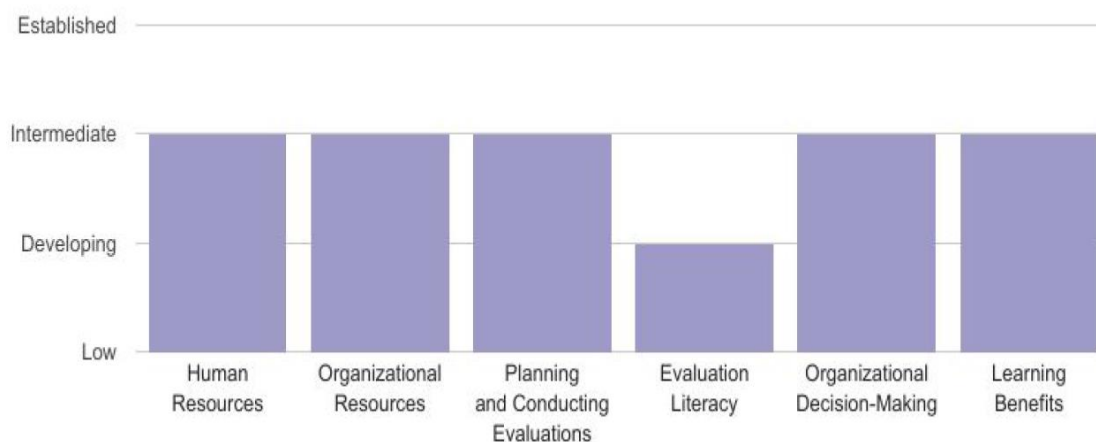 Established
Intermediate
Developing
Low
Human
Resources
Organizational
Resources
Planning
and Conducting
Evaluations
Evaluation
Literacy
Organizational
Decision-Making
Learning
Benefits